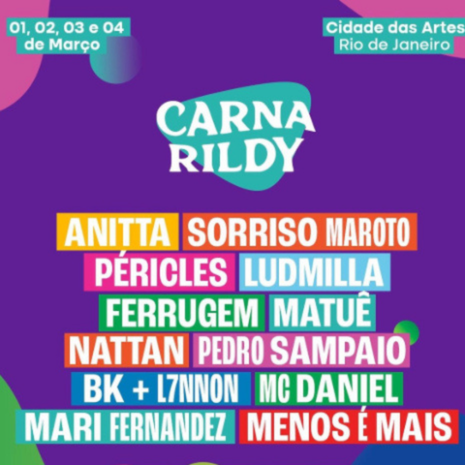 01, 02, 03 e 04
de Março
Cidade das Artes
Rio de Janeiro
CARNA
RILDY
ANITTA SORRISO MAROTO
PÉRICLES LUDMILLA
FERRUGEM MATUÊ
NATTAN PEDRO SAMPAIO
BK + L7NNON MC DANIEL
MARI FERNANDEZ MENOS É MAIS